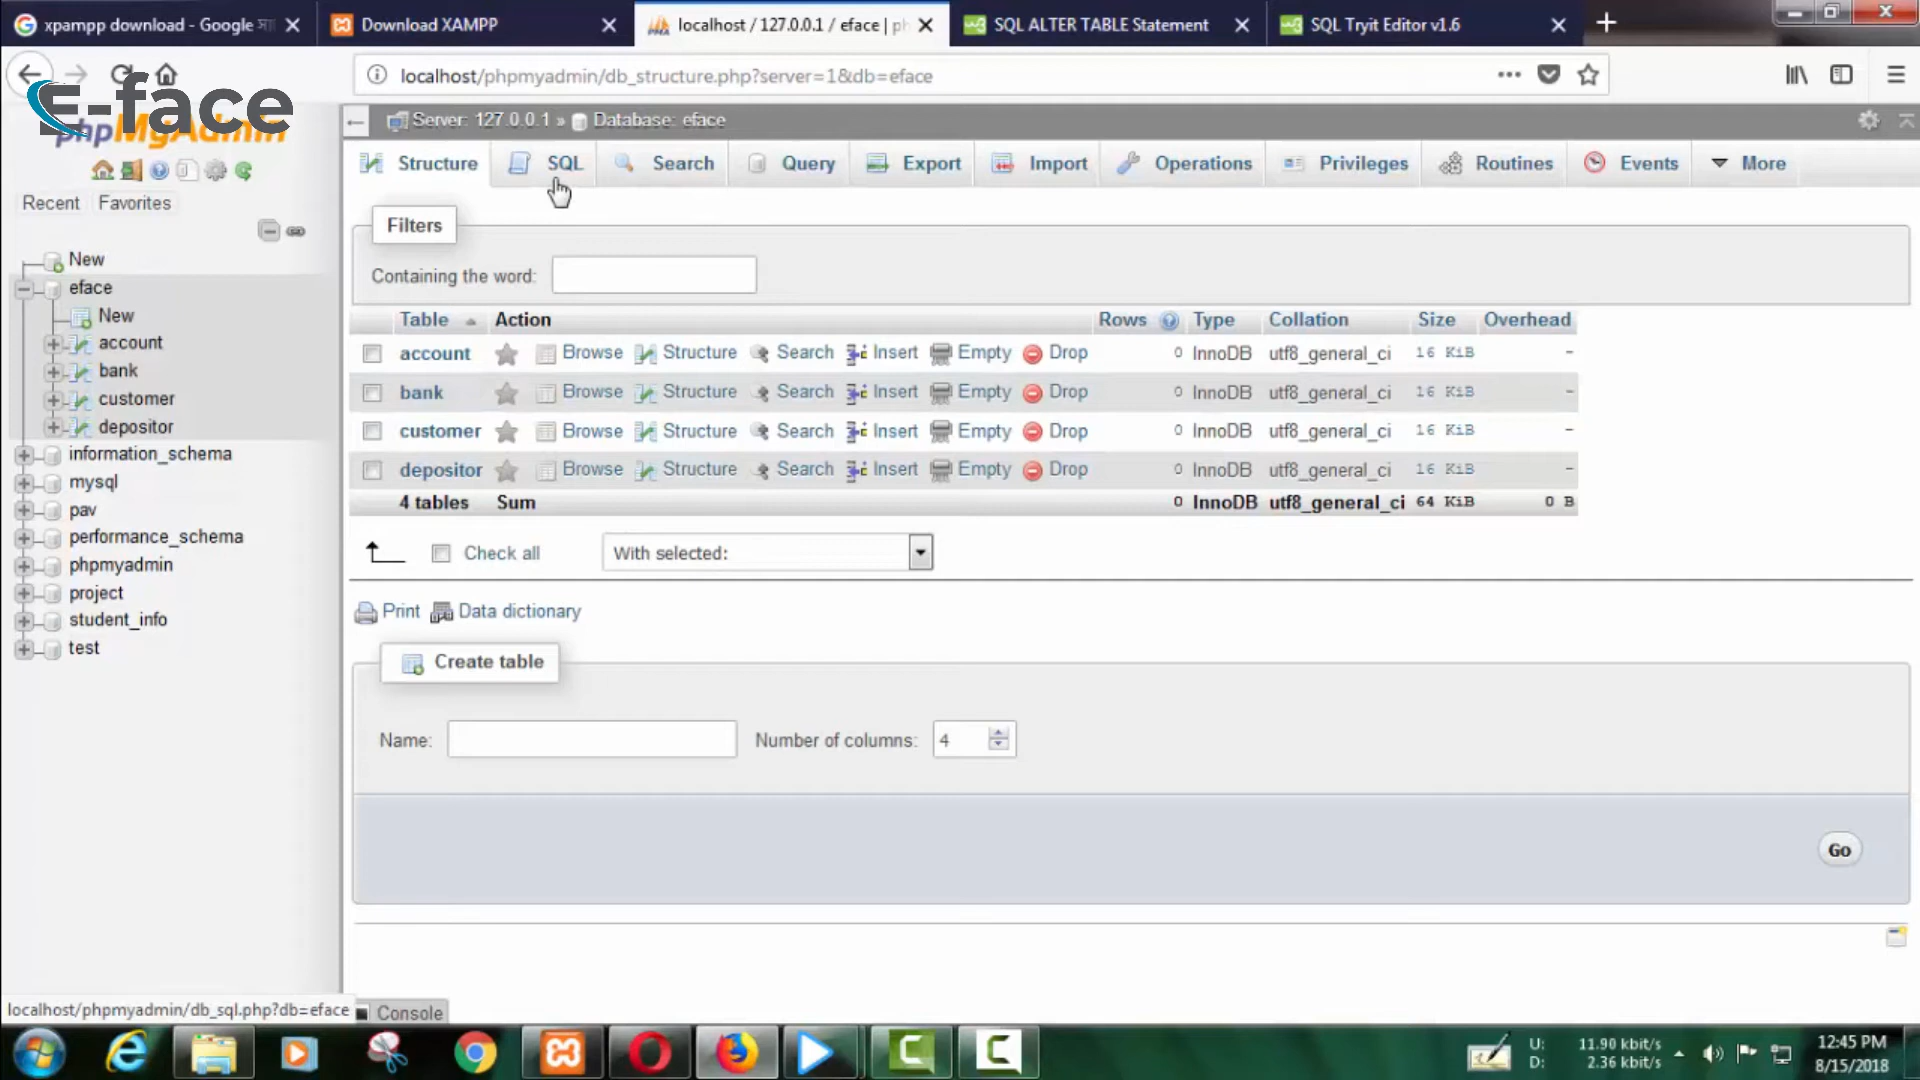 xpampp download - Google সা
Download XAMPP
localhost / 127.0.0.1 / eface | ph
SQL ALTER TABLE Statement
SQL Tryit Editor v1.6
localhost/phpmyadmin/db_structure.php?server=1&db=eface
E-face
phpMyAdmin
Recent Favorites
New
eface
New
account
bank
customer
depositor
information_schema
mysql
pav
performance_schema
phpmyadmin
project
student_info
test
Server: 127.0.0.1 » Database: eface
Structure SQL Search Query Export Import Operations Privileges Routines Events More
Filters
Containing the word:
Table Action Rows Type Collation Size Overhead
account Browse Structure Search Insert Empty Drop 0 InnoDB utf8_general_ci 16 KiB -
bank Browse Structure Search Insert Empty Drop 0 InnoDB utf8_general_ci 16 KiB -
customer Browse Structure Search Insert Empty Drop 0 InnoDB utf8_general_ci 16 KiB -
depositor Browse Structure Search Insert Empty Drop 0 InnoDB utf8_general_ci 16 KiB -
4 tables Sum 0 InnoDB utf8_general_ci 64 KiB 0 B
Check all With selected:
Print Data dictionary
Create table
Name: Number of columns: 4
Go
localhost/phpmyadmin/db_sql.php?db=eface
Console
U: 11.90 kbit/s
D: 2.36 kbit/s
12:45 PM
8/15/2018